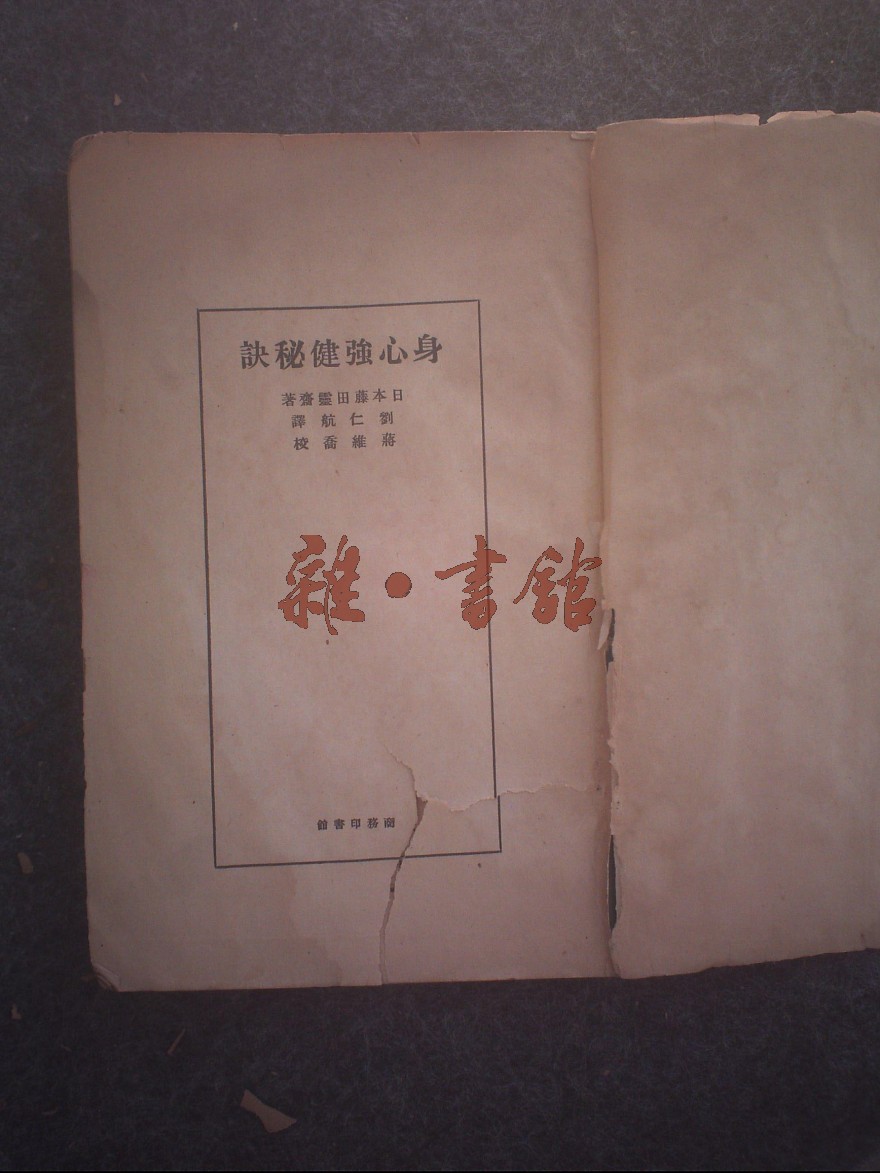 身心強健秘訣
日本藤田靈齋著
劉仁航譯
蔣維喬校
雜·書館
商務印書館